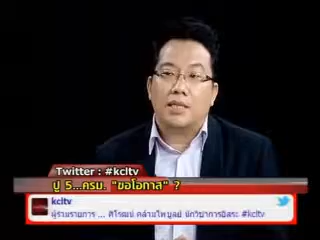 Twitter : #kcltv
ปู 5...ครม. "ขอโอกาส" ?
kcltv
ผู้ร่วมรายการ ... ศิโรตม์ คล้ามไพบูลย์ นักวิชาการอิสระ #kcltv